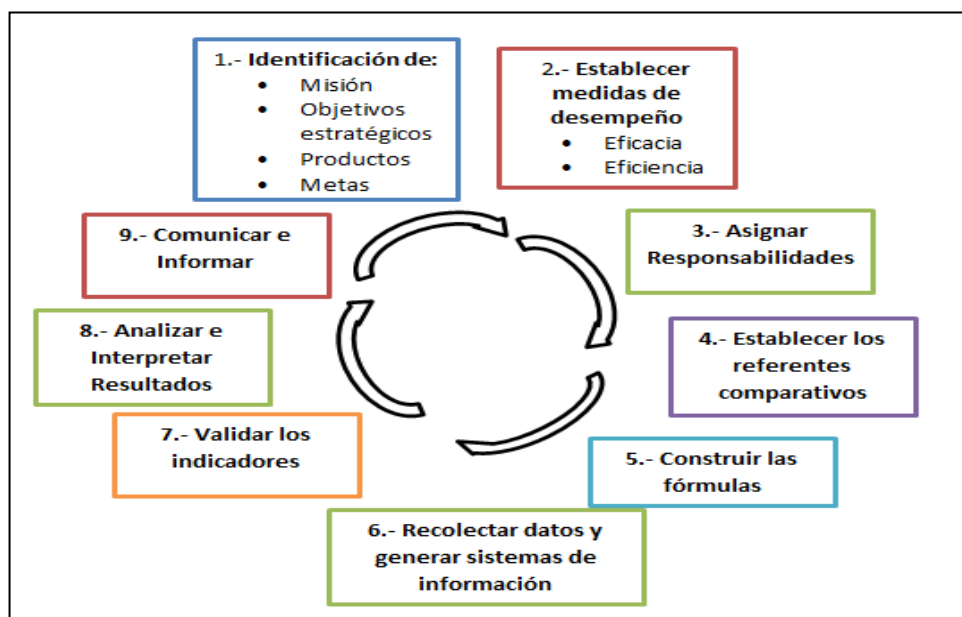 1.- Identificación de:
• Misión
• Objetivos
estratégicos
• Productos
• Metas
2.- Establecer
medidas de
desempeño
• Eficacia
• Eficiencia
3.- Asignar
Responsabilidades
4.- Establecer los
referentes
comparativos
5.- Construir las
fórmulas
6.- Recolectar datos y
generar sistemas de
información
7.- Validar los
indicadores
8.- Analizar e
Interpretar
Resultados
9.- Comunicar e
Informar